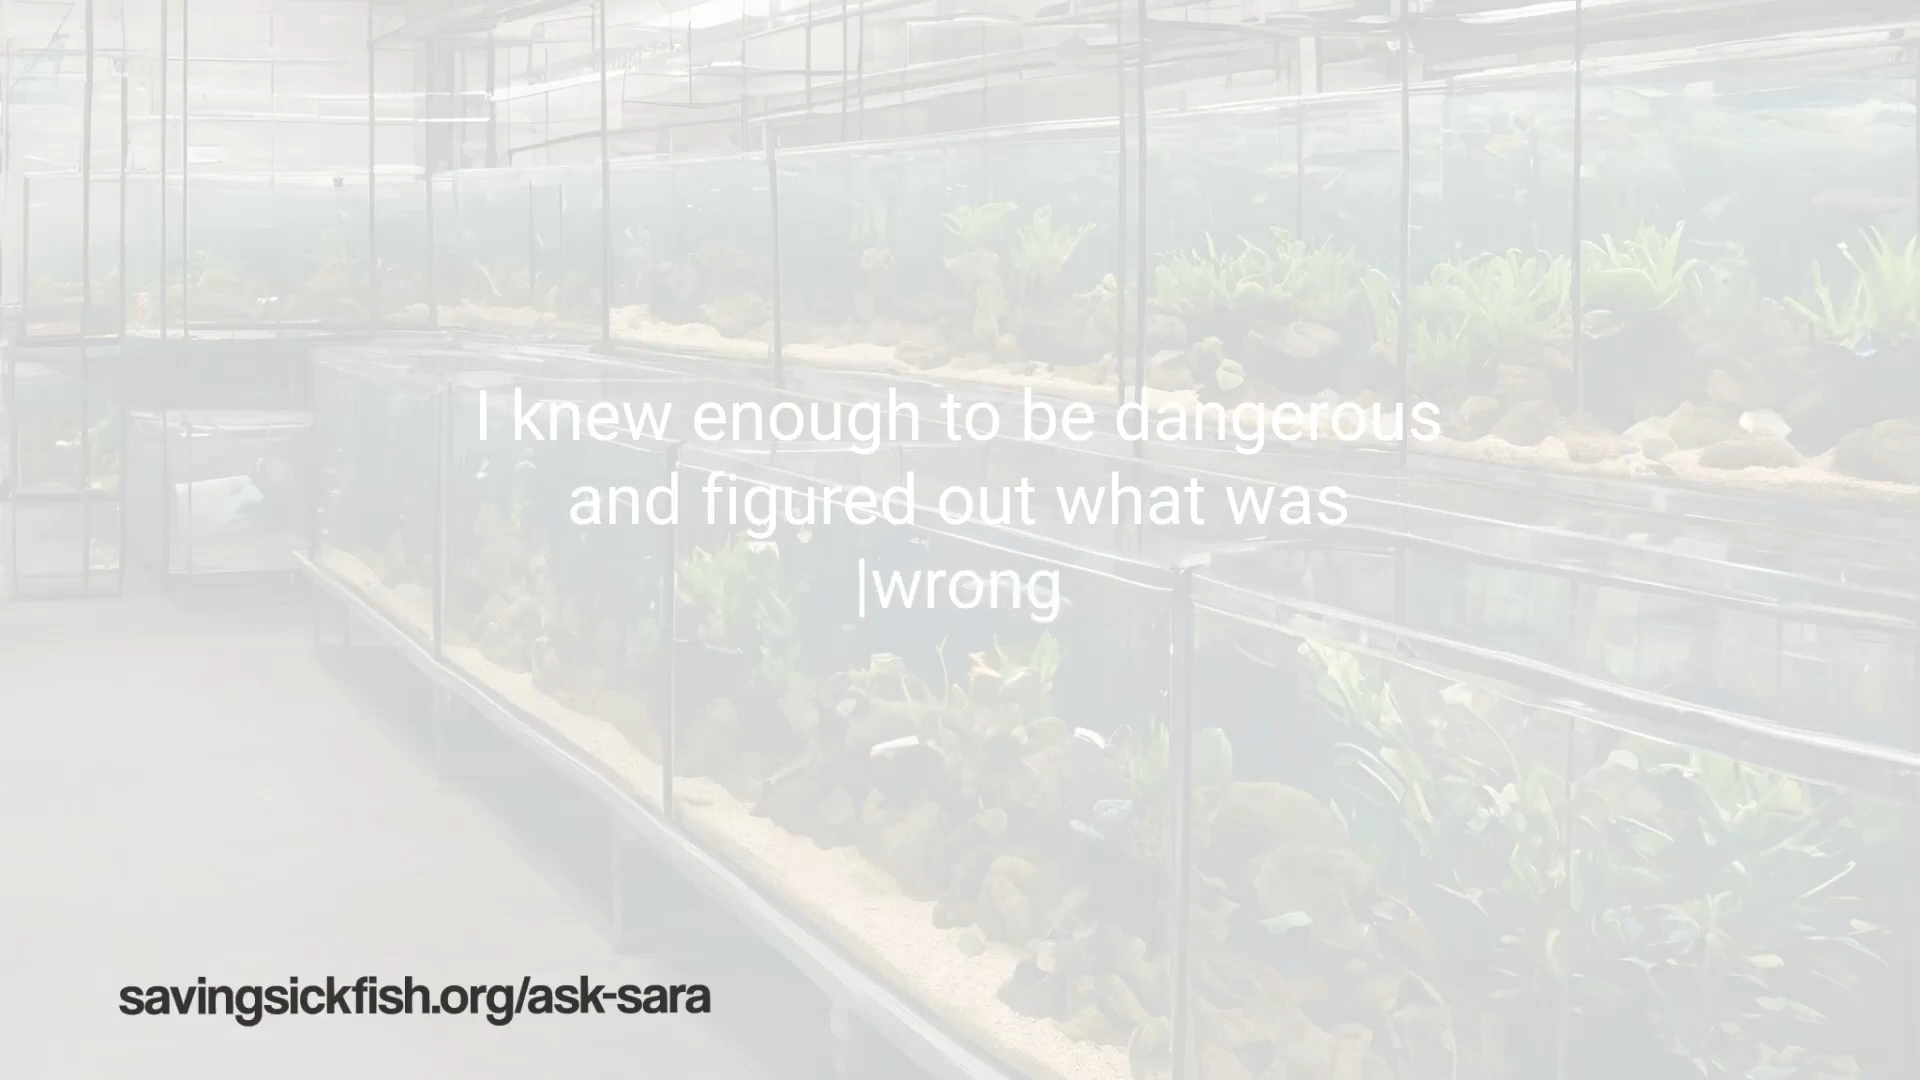 I knew enough to be dangerous
and figured out what was
|wrong
savingsickfish.org/ask-sara